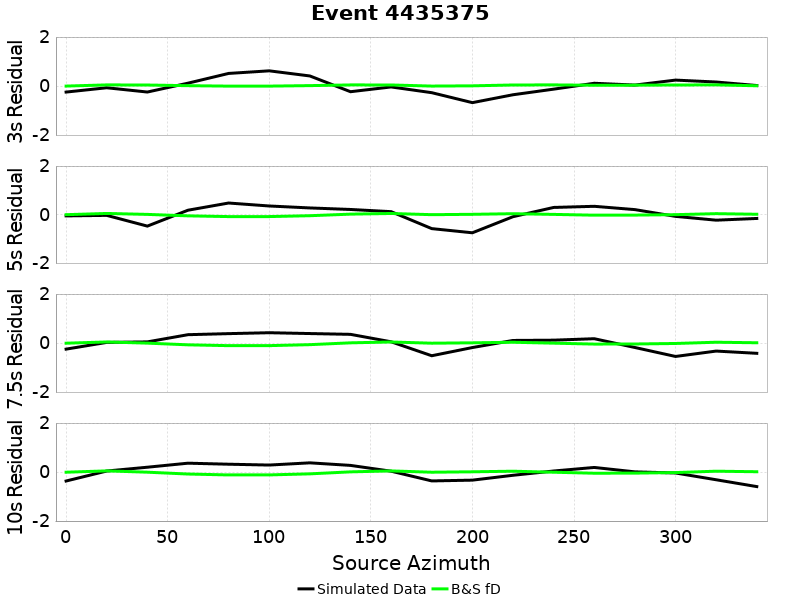 Event 4435375
3s Residual
2
0
-2
5s Residual
2
0
-2
7.5s Residual
2
0
-2
10s Residual
2
0
-2
0 50 100 150 200 250 300
Source Azimuth
Simulated Data B&S fD